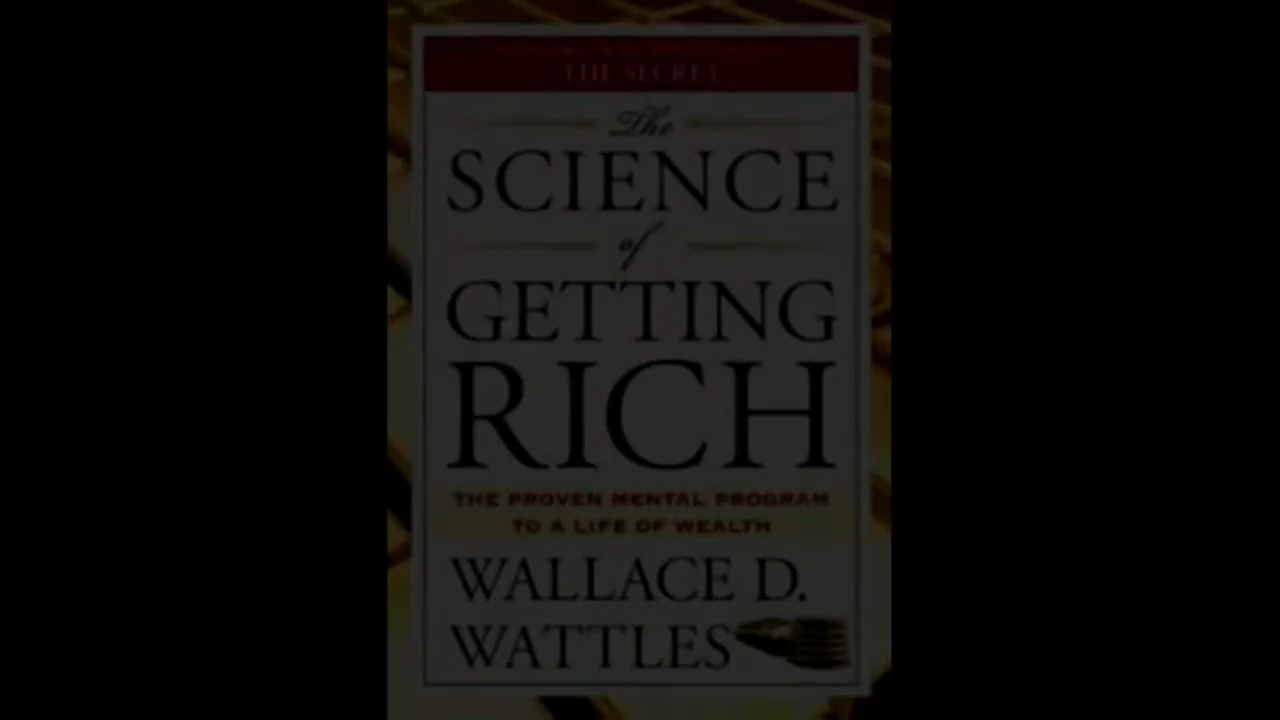 THE SECRET
The
SCIENCE
of
GETTING
RICH
THE PROVEN MENTAL PROGRAM
TO A LIFE OF WEALTH
WALLACE D.
WATTLES